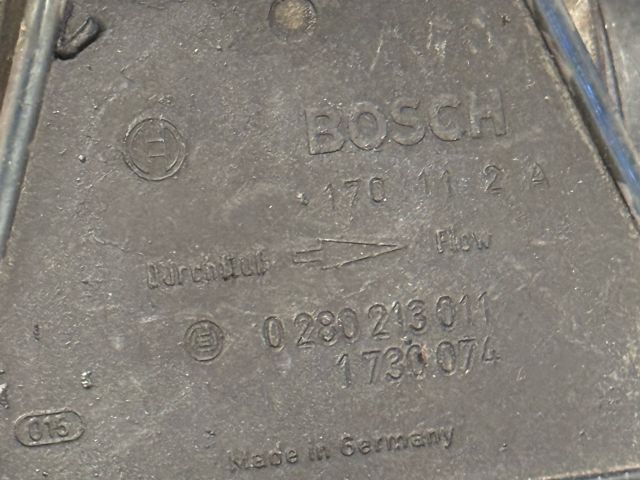 BOSCH
170 11 2 A
Durchfluß Flow
0 280 213 011
1 730 074
015
Made in Germany